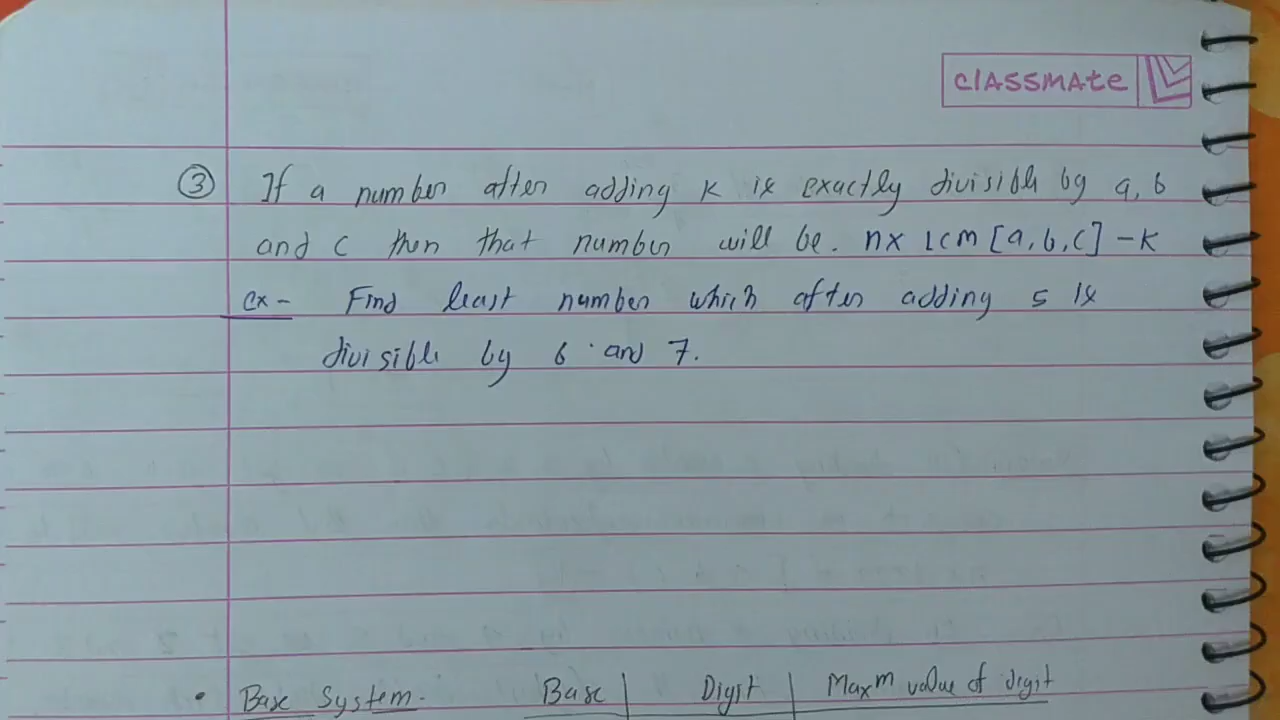 classmate
③ If a number after adding K is exactly divisible by a, b
and c then that number will be. n× LCM [a,b,c] - K
ex- Find least number which after adding 5 is
divisible by 6 and 7.
• Base System. Base | Digit | Maxm value of digit